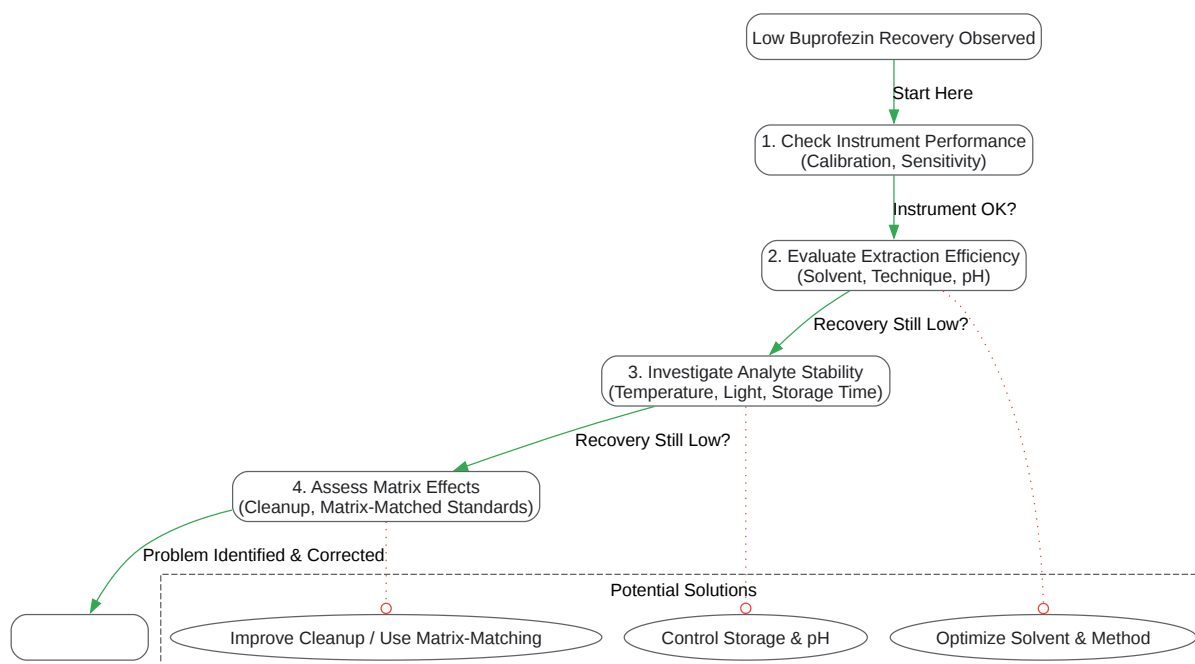 Low Buprofezin Recovery Observed
Start Here
1. Check Instrument Performance
(Calibration, Sensitivity)
Instrument OK?
2. Evaluate Extraction Efficiency
(Solvent, Technique, pH)
Recovery Still Low?
3. Investigate Analyte Stability
(Temperature, Light, Storage Time)
Recovery Still Low?
4. Assess Matrix Effects
(Cleanup, Matrix-Matched Standards)
Problem Identified & Corrected
Potential Solutions
Improve Cleanup / Use Matrix-Matching
Control Storage & pH
Optimize Solvent & Method